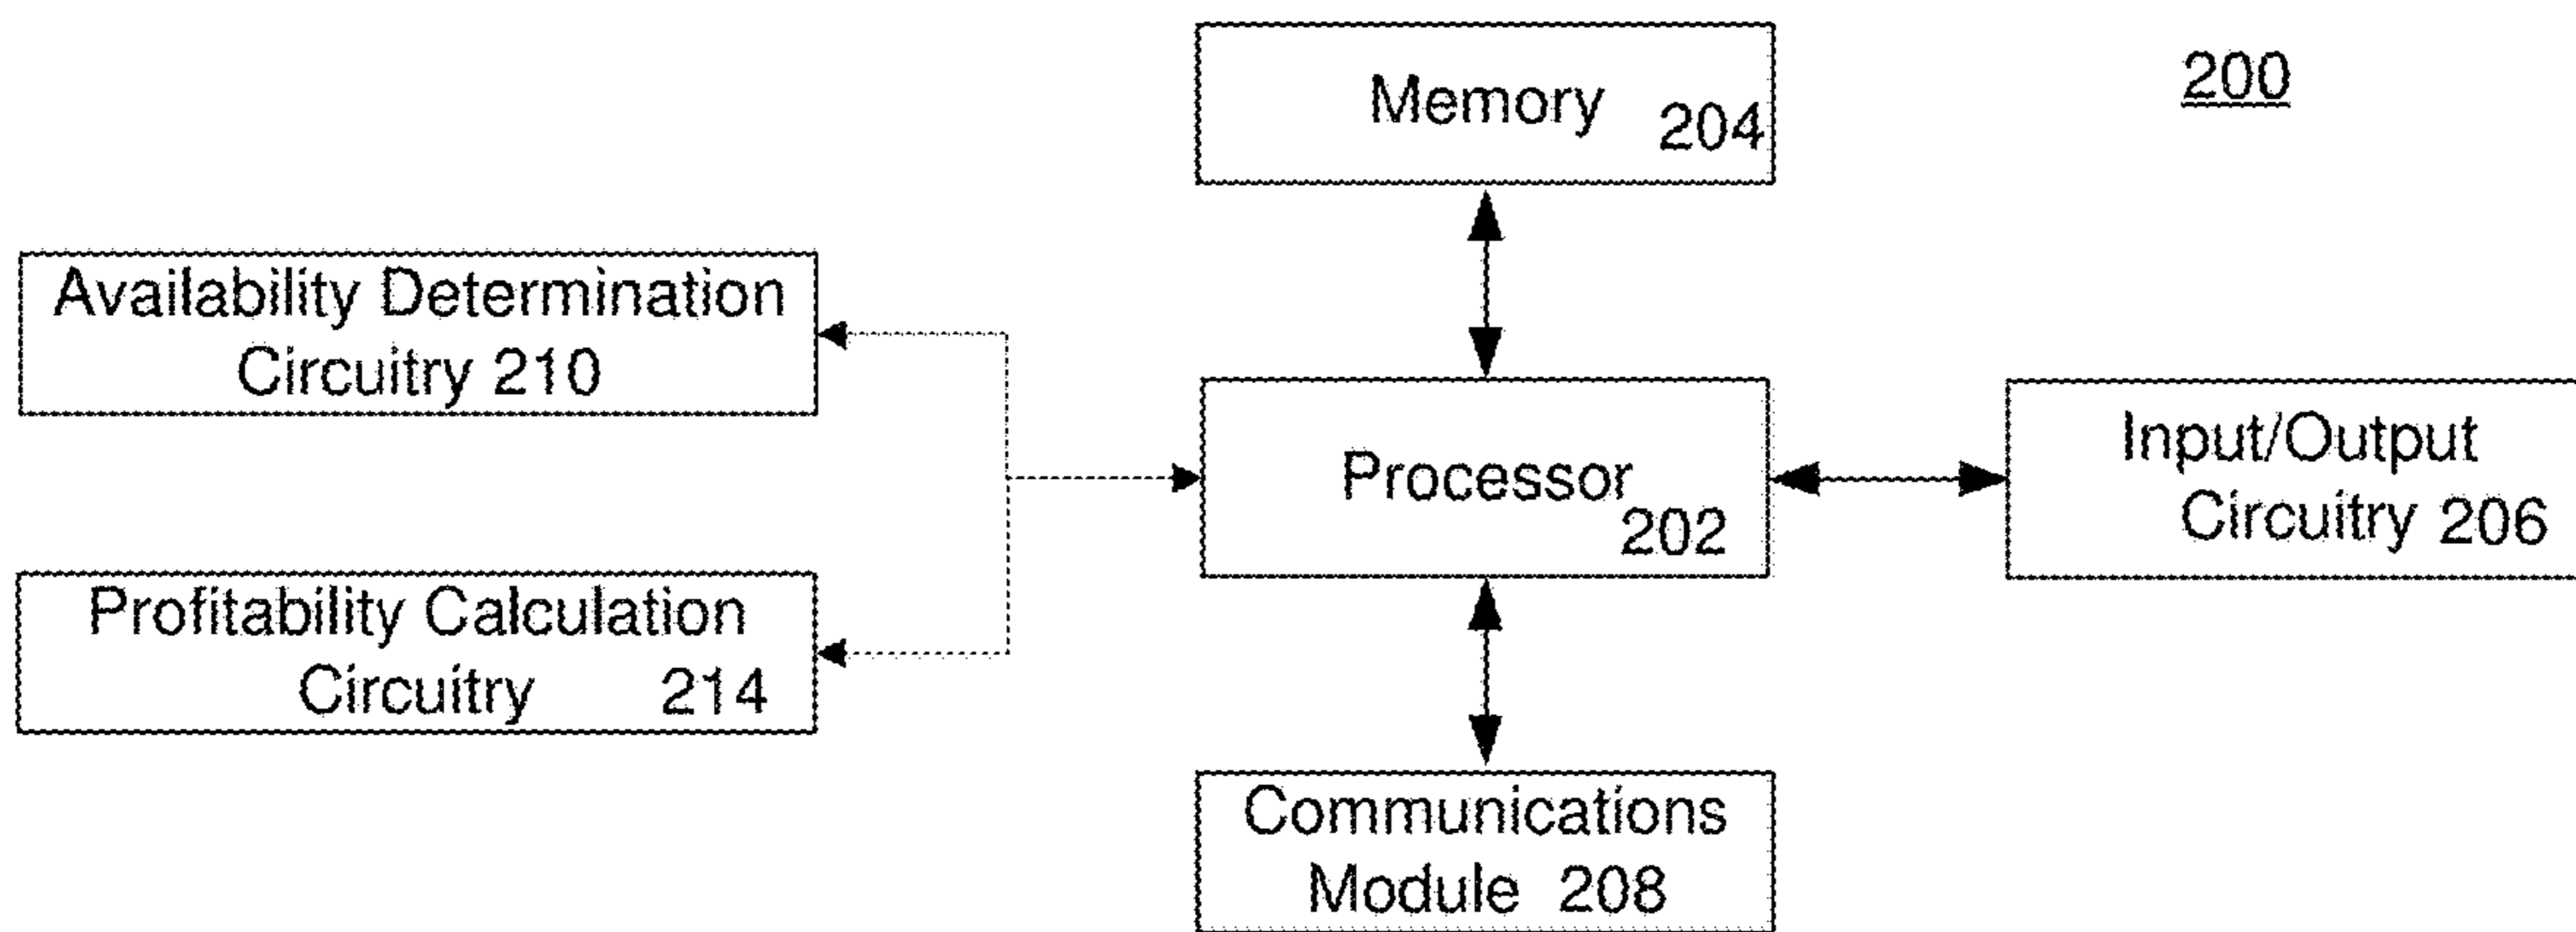 200
Memory 204
Availability Determination
Circuitry 210
Processor
202
Input/Output
Circuitry 206
Profitability Calculation
Circuitry 214
Communications
Module 208